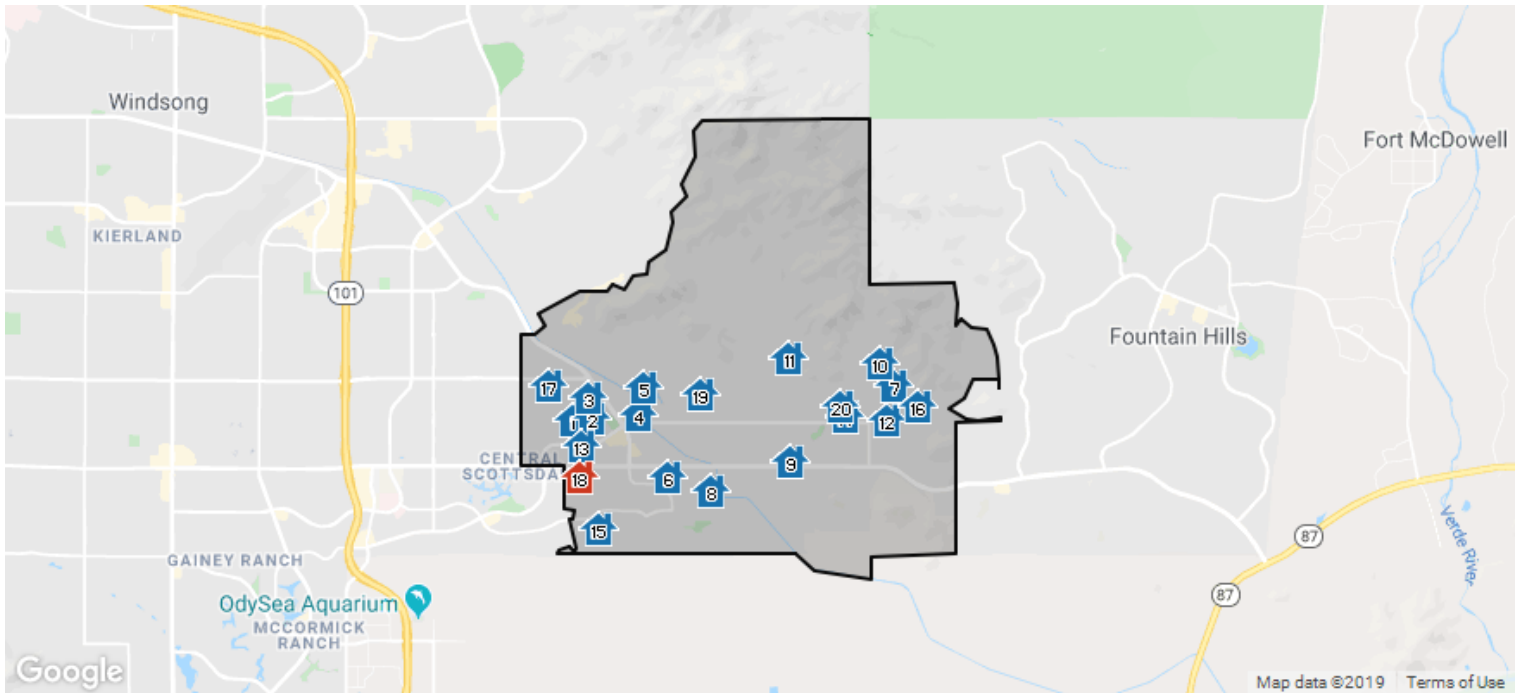 Windsong
Fort McDowell
KIERLAND
101
Fountain Hills
11
10
17
5
7
3
19
20
16
4
2
12
13
CENTRAL
9
18
6
8
15
87
Verde River
GAINEY RANCH
87
OdySea Aquarium
MCCORMICK
RANCH
Google
Map data ©2019
Terms of Use